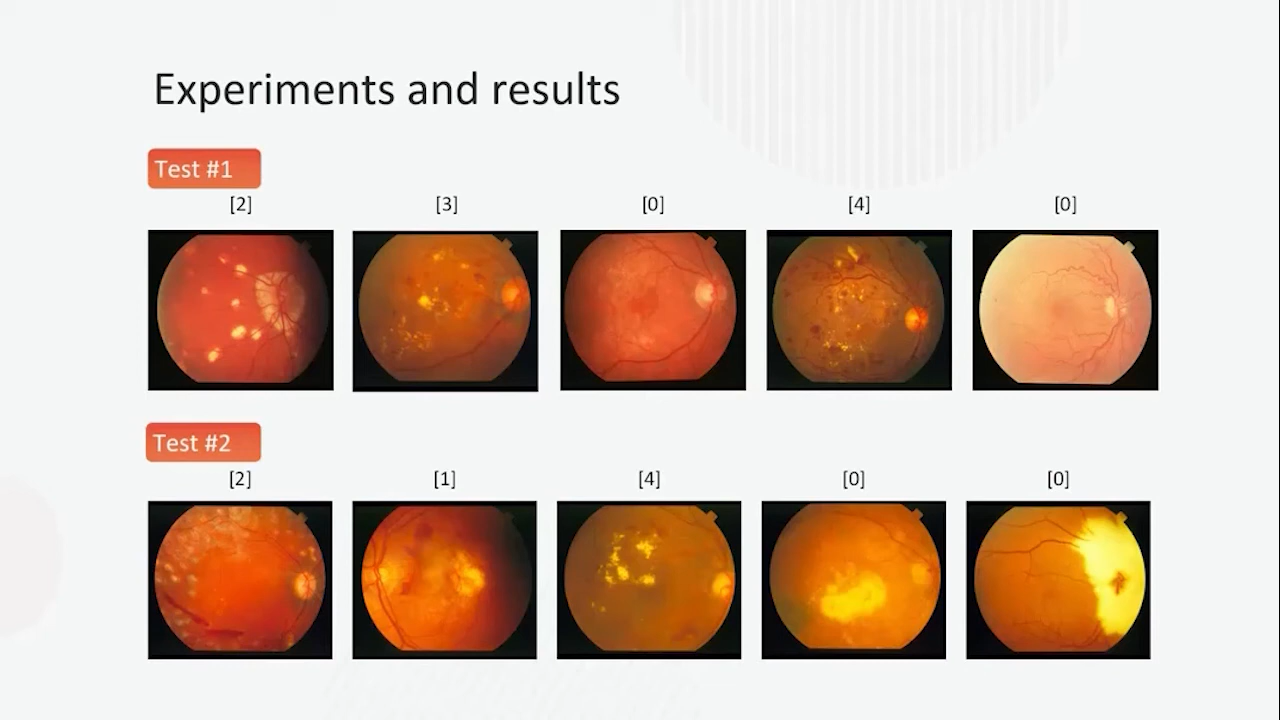 Experiments and results
Test #1
[2] [3] [0] [4] [0]
Test #2
[2] [1] [4] [0] [0]